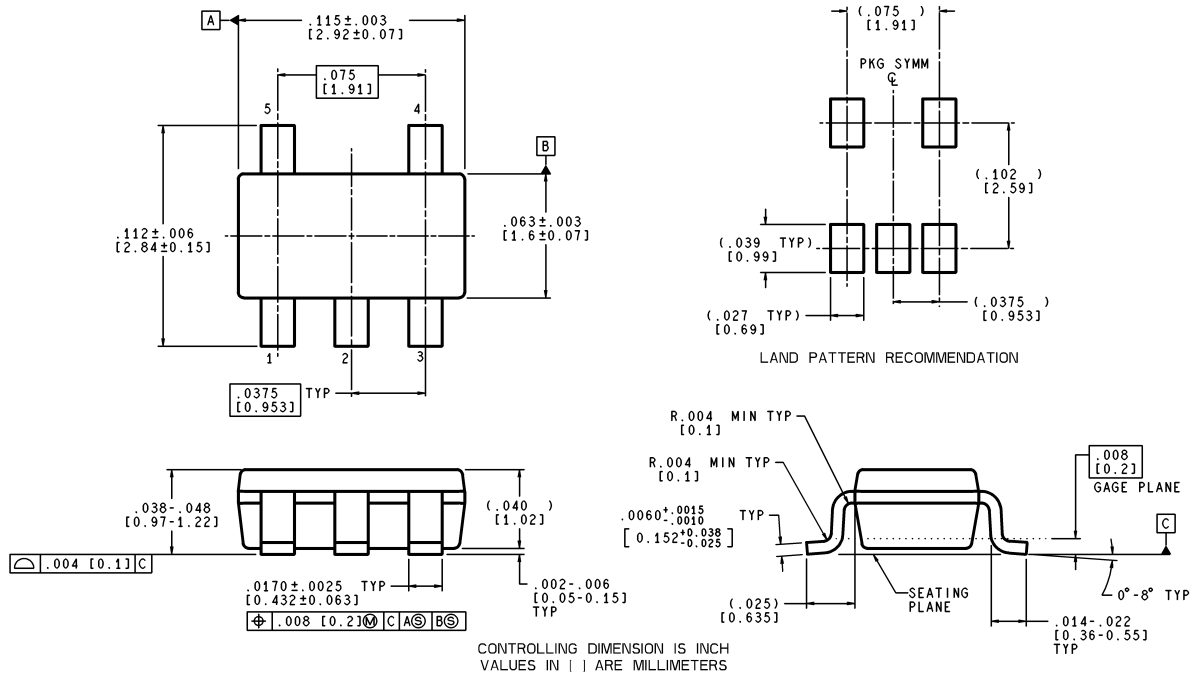 A
.115±.003
[2.92±0.07]
.075
[1.91]
5
4
B
.112±.006
[2.84±0.15]
.063±.003
[1.6±0.07]
1
2
3
.0375 TYP
[0.953]
(.075 )
[1.91]
PKG SYMM
℄
(.102 )
[2.59]
(.039 TYP)
[0.99]
(.027 TYP)
[0.69]
(.0375 )
[0.953]
LAND PATTERN RECOMMENDATION
.038-.048
[0.97-1.22]
(.040 )
[1.02]
⌓ .004 [0.1] C
.0170±.0025 TYP
[0.432±0.063]
⌖ .008 [0.2]Ⓜ C AⓈ BⓈ
.002-.006
[0.05-0.15]
TYP
R.004 MIN TYP
[0.1]
R.004 MIN TYP
[0.1]
.0060+.0015 -.0010 TYP
[0.152+0.038 -0.025]
.008
[0.2]
GAGE PLANE
C
SEATING
PLANE
(.025)
[0.635]
0°-8° TYP
.014-.022
[0.36-0.55]
TYP
CONTROLLING DIMENSION IS INCH
VALUES IN [ ] ARE MILLIMETERS